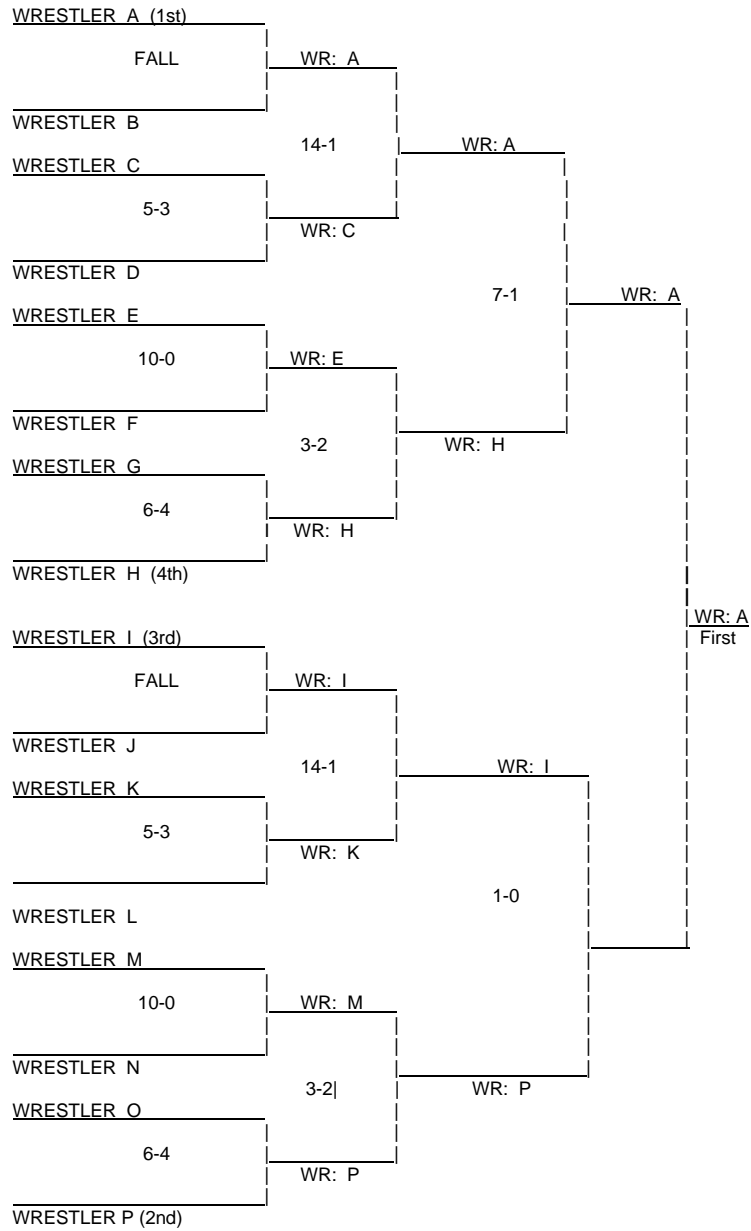 WRESTLER A (1st)
FALL
WR: A
WRESTLER B
14-1
WR: A
WRESTLER C
5-3
WR: C
WRESTLER D
7-1
WR: A
WRESTLER E
10-0
WR: E
WRESTLER F
3-2
WR: H
WRESTLER G
6-4
WR: H
WRESTLER H (4th)
WR: A
First
WRESTLER I (3rd)
FALL
WR: I
WRESTLER J
14-1
WR: I
WRESTLER K
5-3
WR: K
1-0
WRESTLER L
WRESTLER M
10-0
WR: M
WRESTLER N
3-2|
WR: P
WRESTLER O
6-4
WR: P
WRESTLER P (2nd)